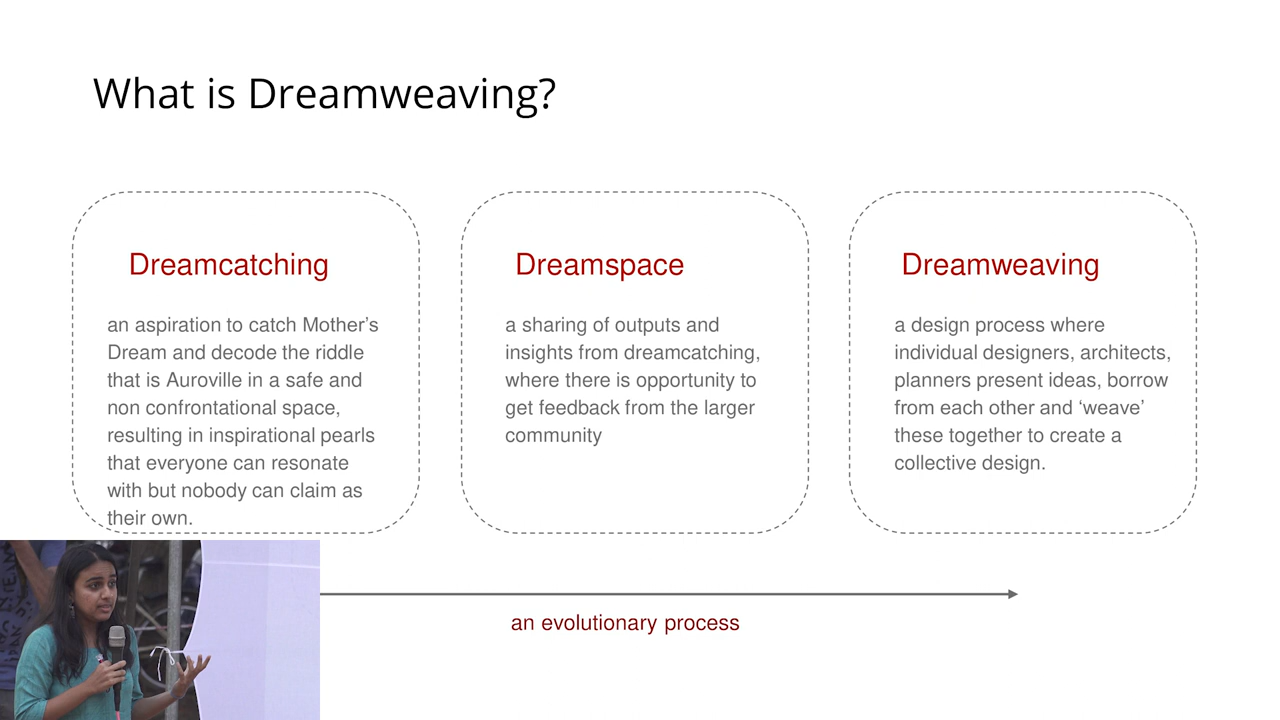 What is Dreamweaving?
Dreamcatching
an aspiration to catch Mother’s
Dream and decode the riddle
that is Auroville in a safe and
non confrontational space,
resulting in inspirational pearls
that everyone can resonate
with but nobody can claim as
their own.
Dreamspace
a sharing of outputs and
insights from dreamcatching,
where there is opportunity to
get feedback from the larger
community
Dreamweaving
a design process where
individual designers, architects,
planners present ideas, borrow
from each other and ‘weave’
these together to create a
collective design.
an evolutionary process